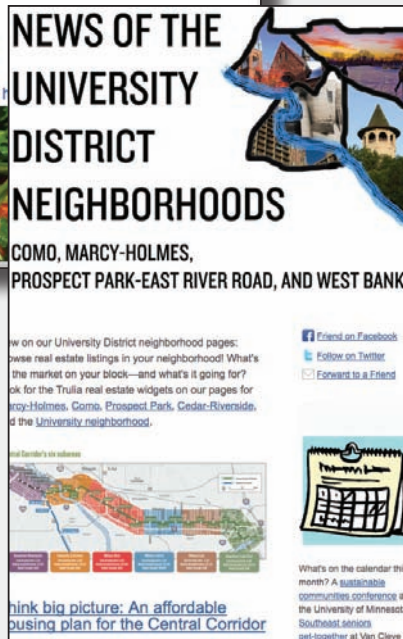 NEWS OF THE
UNIVERSITY
DISTRICT
NEIGHBORHOODS
COMO, MARCY-HOLMES,
PROSPECT PARK-EAST RIVER ROAD, AND WEST BANK
on our University District neighborhood pages:
real estate listings in your neighborhood! What's
the market on your block—and what's it going for?
for the Trulia real estate widgets on our pages for
Como, Prospect Park, Cedar-Riverside,
the University neighborhood.
Corridor's six subareas
hink big picture: An affordable
ousing plan for the Central Corridor
Friend on Facebook
Follow on Twitter
Forward to a Friend
What's on the calendar this
month? A sustainable
communities conference a
the University of Minnesot
Southeast seniors
get-together at Van Cleve